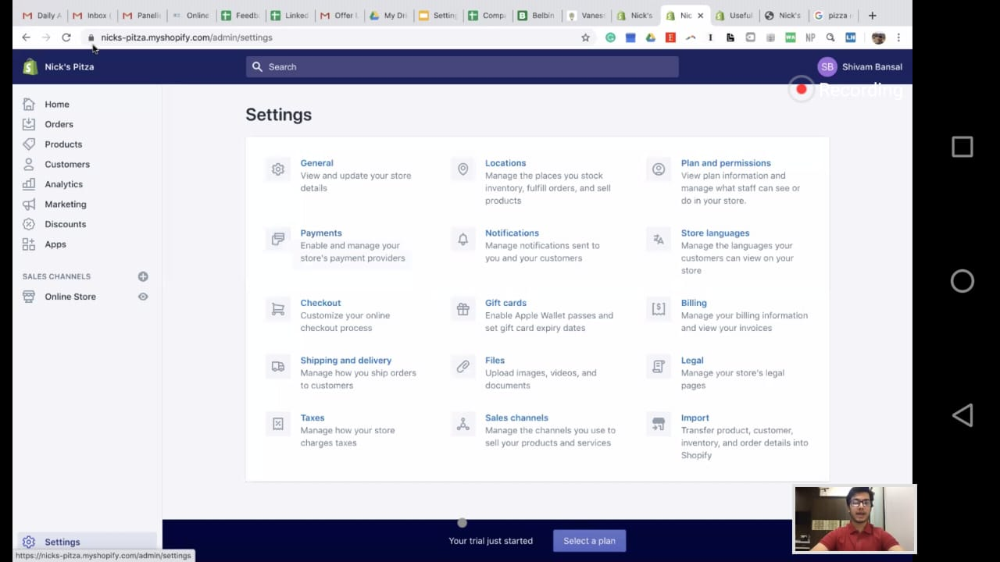 Daily A
Inbox (
Paneli
Online
Feedb
Linked
Offer L
My Dri
Setting
Comp
Belbin
Vanes
Nick's
Nic
Useful
Nick's
pizza
nicks-pitza.myshopify.com/admin/settings
Nick's Pitza
Search
SB
Shivam Bansal
Recording
Home
Orders
Products
Customers
Analytics
Marketing
Discounts
Apps
SALES CHANNELS
Online Store
Settings
https://nicks-pitza.myshopify.com/admin/settings
Settings
General
View and update your store
details
Locations
Manage the places you stock
inventory, fulfill orders, and sell
products
Plan and permissions
View plan information and
manage what staff can see or
do in your store.
Payments
Enable and manage your
store's payment providers
Notifications
Manage notifications sent to
you and your customers
Store languages
Manage the languages your
customers can view on your
store
Checkout
Customize your online
checkout process
Gift cards
Enable Apple Wallet passes and
set gift card expiry dates
Billing
Manage your billing information
and view your invoices
Shipping and delivery
Manage how you ship orders
to customers
Files
Upload images, videos, and
documents
Legal
Manage your store's legal
pages
Taxes
Manage how your store
charges taxes
Sales channels
Manage the channels you use to
sell your products and services
Import
Transfer product, customer,
inventory, and order details into
Shopify
Your trial just started
Select a plan